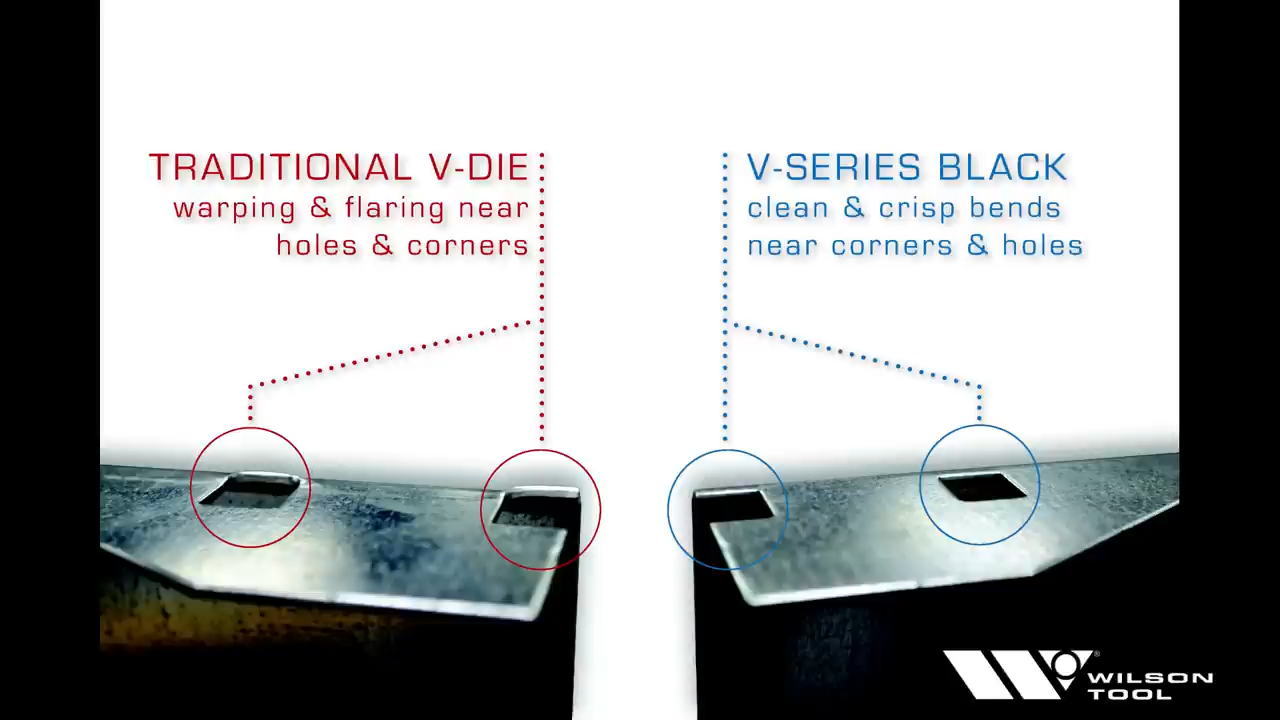 TRADITIONAL V-DIE
warping & flaring near
holes & corners
V-SERIES BLACK
clean & crisp bends
near corners & holes
WILSON
TOOL